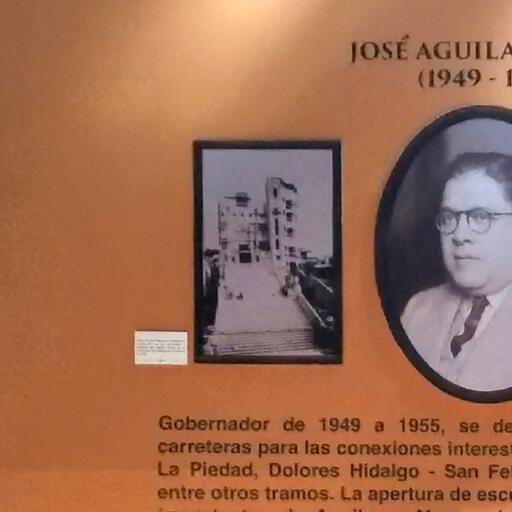 JOSÉ AGUILA
(1949 - 1
Gobernador de 1949 a 1955, se de
carreteras para las conexiones interest
La Piedad, Dolores Hidalgo - San Fel
entre otros tramos. La apertura de escu